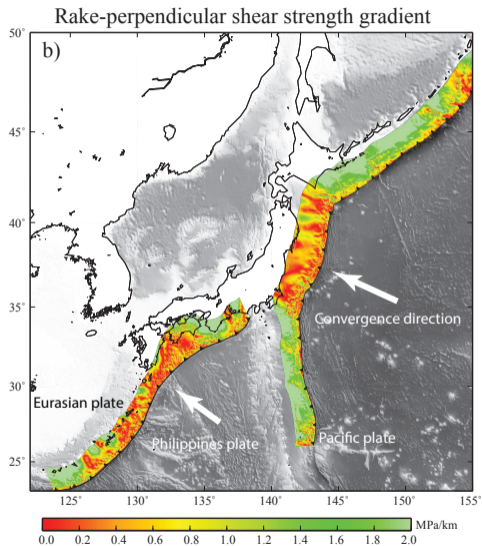 Rake-perpendicular shear strength gradient
b)
50°
45°
40°
35°
30°
25°
Convergence direction
Eurasian plate
Philippines plate
Pacific plate
125° 130° 135° 140° 145° 150° 155°
MPa/km
0.0 0.2 0.4 0.6 0.8 1.0 1.2 1.4 1.6 1.8 2.0